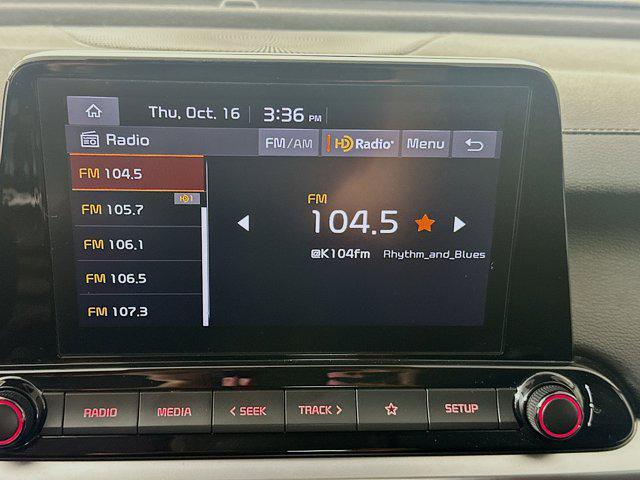 Thu, Oct. 16 3:36 PM
Radio FM/AM HD Radio® Menu
FM 104.5
HD1
FM 105.7
FM 106.1
FM 106.5
FM 107.3
FM
104.5
@K104fm Rhythm_and_Blues
RADIO MEDIA < SEEK TRACK > SETUP